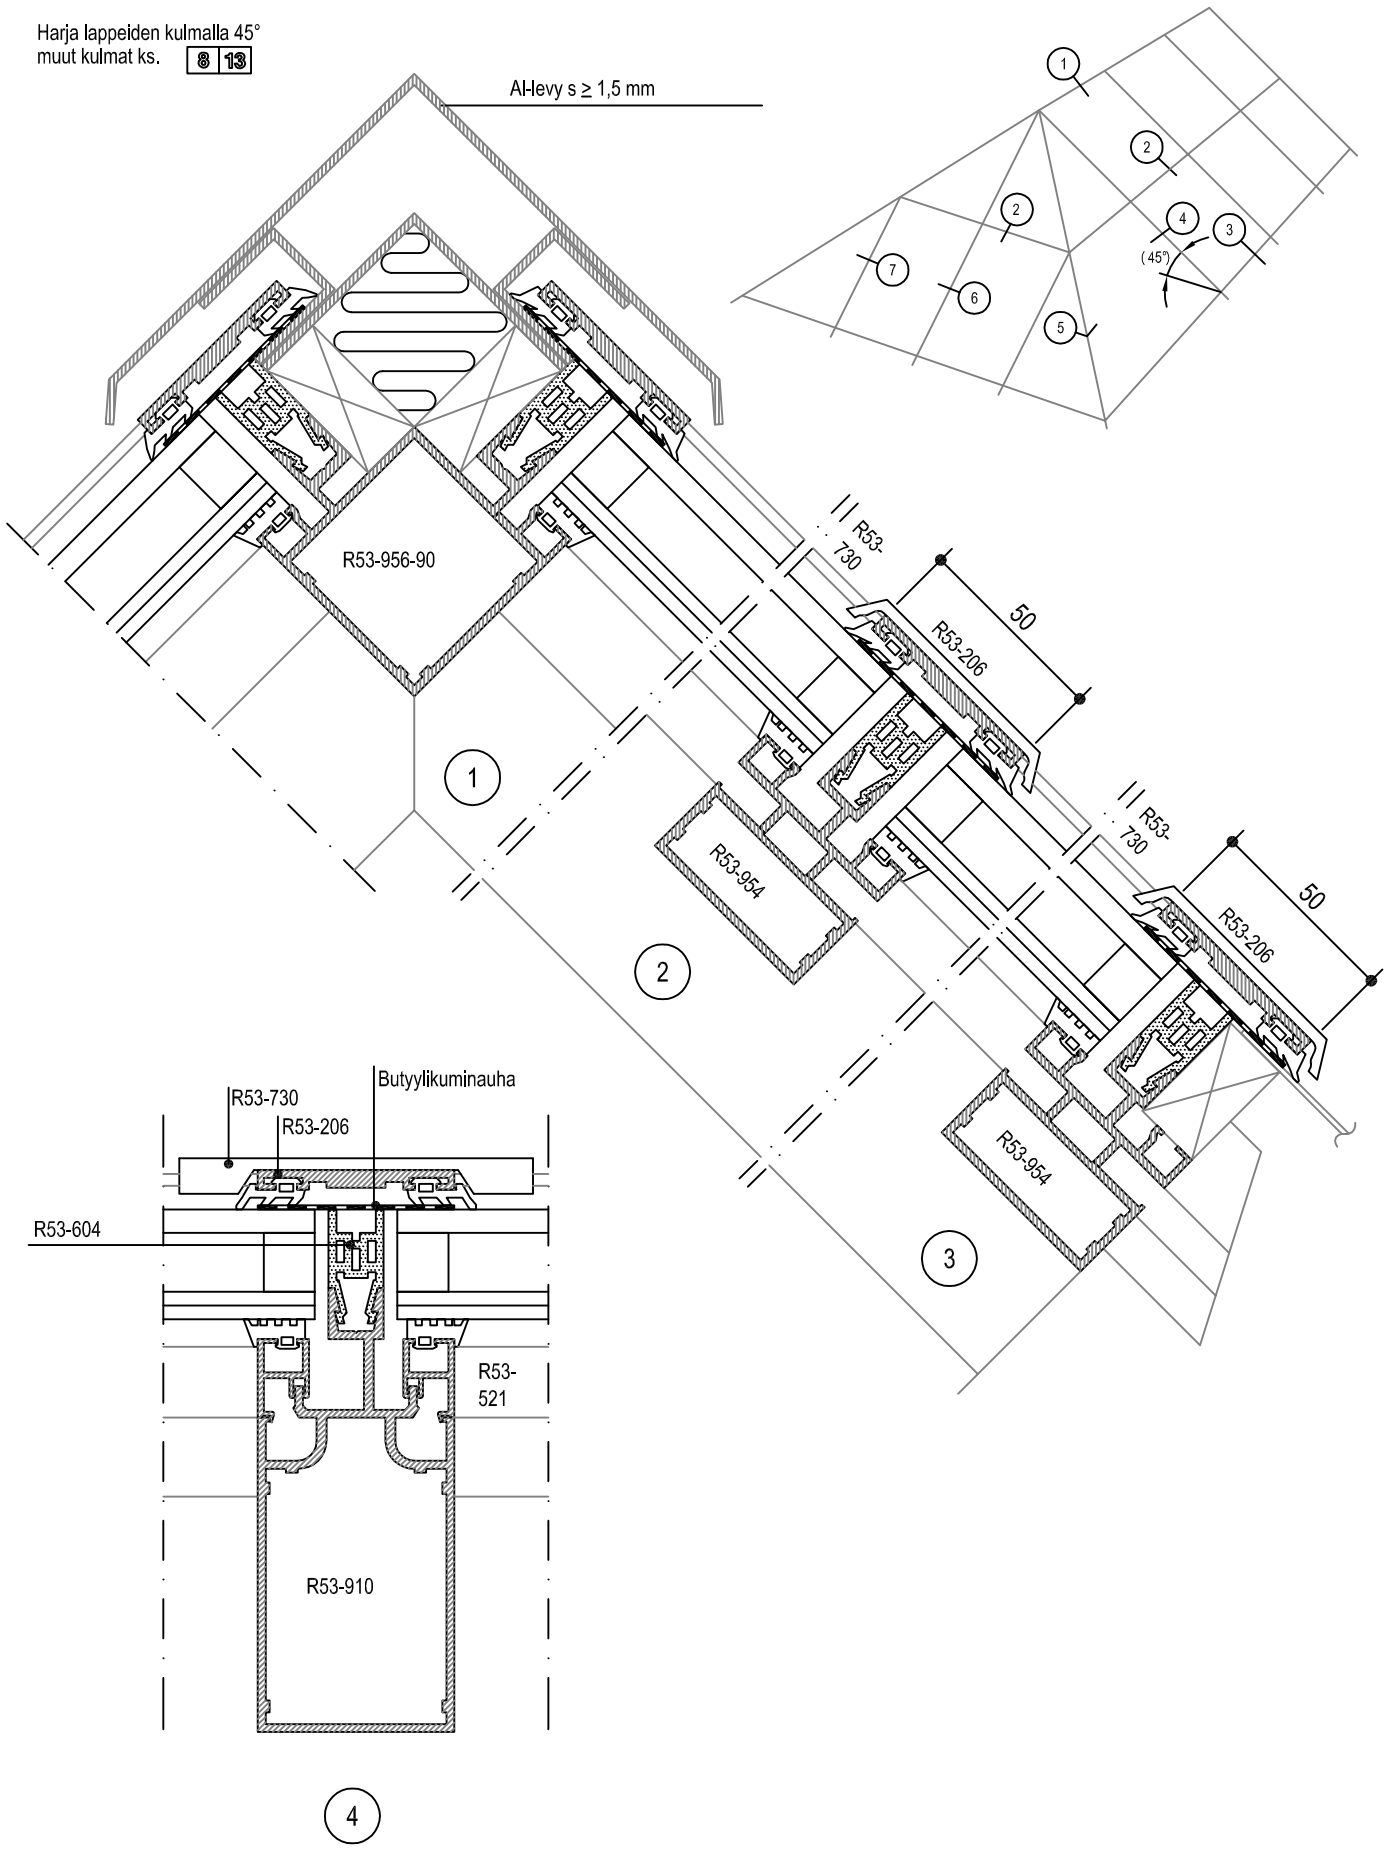 Harja lappeiden kulmalla 45°
muut kulmat ks. 8 13
Al-levy s ≥ 1,5 mm
1
2
2
4
3
(45°)
7
6
5
R53-956-90
R53-
730
50
R53-206
1
R53-954
R53-
730
50
R53-206
2
R53-954
3
Butyylikuminauha
R53-730
R53-206
R53-604
R53-
521
R53-910
4